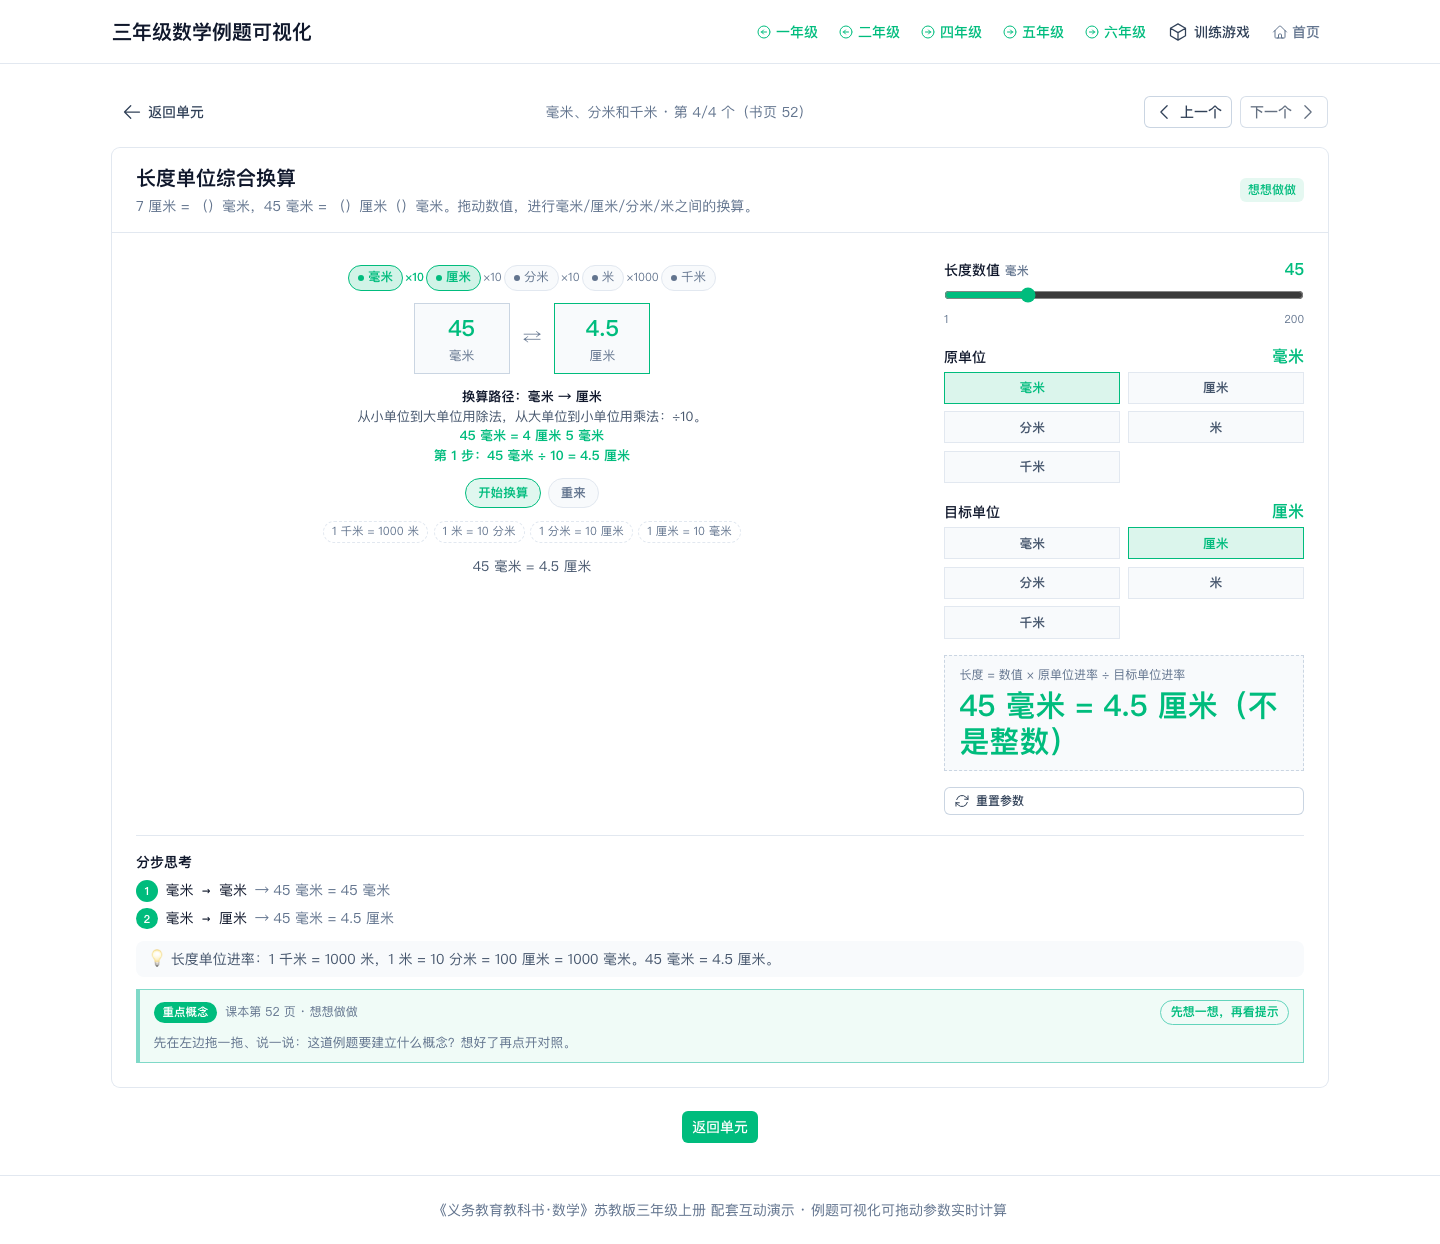 三年级数学例题可视化
一年级
二年级
四年级
五年级
六年级
训练游戏
首页
返回单元
毫米、分米和千米 · 第 4/4 个（书页 52）
上一个
下一个
长度单位综合换算
7 厘米 = （）毫米，45 毫米 = （）厘米（）毫米。拖动数值，进行毫米/厘米/分米/米之间的换算。
想想做做
毫米 ×10 厘米 ×10 分米 ×10 米 ×1000 千米
45
毫米
⇄
4.5
厘米
换算路径：毫米 → 厘米
从小单位到大单位用除法，从大单位到小单位用乘法：÷10。
45 毫米 = 4 厘米 5 毫米
第 1 步：45 毫米 ÷ 10 = 4.5 厘米
开始换算
重来
1 千米 = 1000 米
1 米 = 10 分米
1 分米 = 10 厘米
1 厘米 = 10 毫米
45 毫米 = 4.5 厘米
长度数值 毫米
45
1
200
原单位
毫米
毫米
厘米
分米
米
千米
目标单位
厘米
毫米
厘米
分米
米
千米
长度 = 数值 × 原单位进率 ÷ 目标单位进率
45 毫米 = 4.5 厘米（不
是整数）
重置参数
分步思考
1 毫米 → 毫米 → 45 毫米 = 45 毫米
2 毫米 → 厘米 → 45 毫米 = 4.5 厘米
💡 长度单位进率：1 千米 = 1000 米，1 米 = 10 分米 = 100 厘米 = 1000 毫米。45 毫米 = 4.5 厘米。
重点概念
课本第 52 页 · 想想做做
先想一想，再看提示
先在左边拖一拖、说一说：这道例题要建立什么概念？想好了再点开对照。
返回单元
《义务教育教科书·数学》苏教版三年级上册 配套互动演示 · 例题可视化可拖动参数实时计算